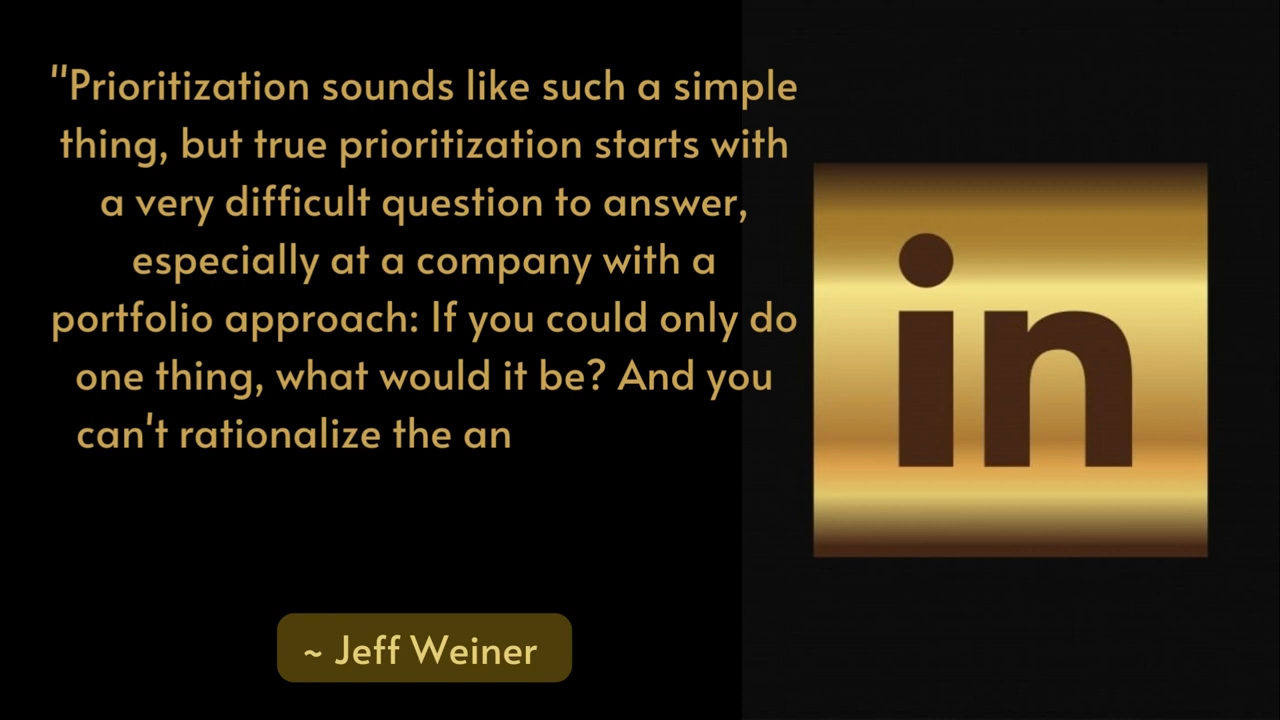 "Prioritization sounds like such a simple
thing, but true prioritization starts with
a very difficult question to answer,
especially at a company with a
portfolio approach: If you could only do
one thing, what would it be? And you
can't rationalize the an
~ Jeff Weiner
in